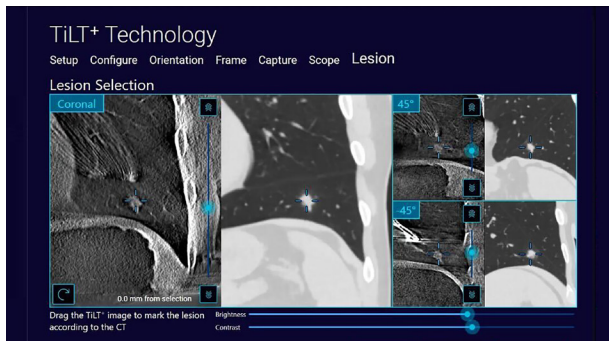 TiLT⁺ Technology
Setup Configure Orientation Frame Capture Scope Lesion
Lesion Selection
Coronal
45°
-45°
0.0 mm from selection
Drag the TiLT⁺ image to mark the lesion
according to the CT
Brightness
Contrast